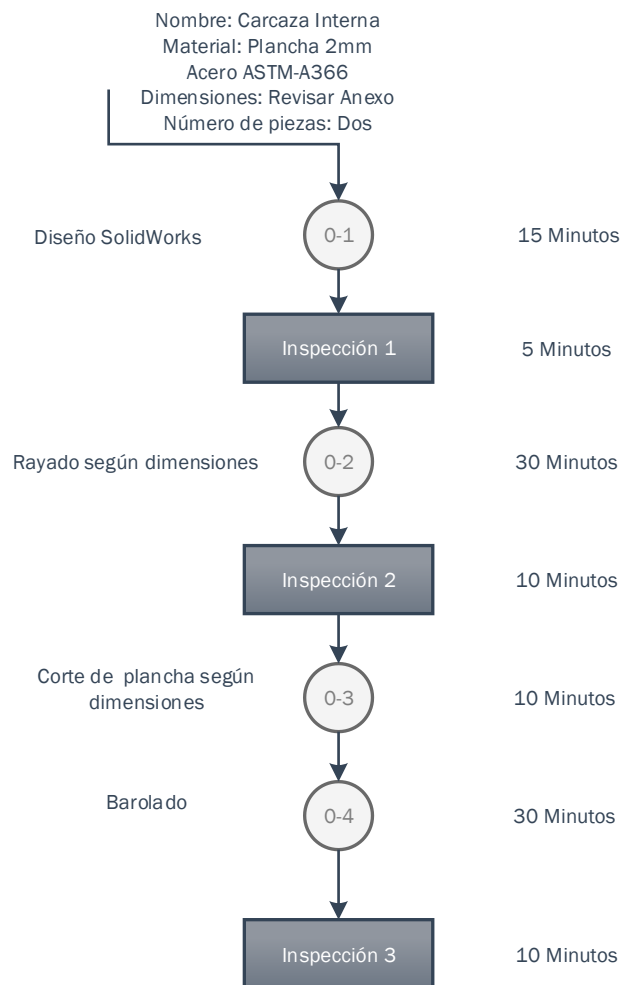 Nombre: Carcaza Interna
Material: Plancha 2mm
Acero ASTM-A366
Dimensiones: Revisar Anexo
Número de piezas: Dos
Diseño SolidWorks
0-1
15 Minutos
Inspección 1
5 Minutos
Rayado según dimensiones
0-2
30 Minutos
Inspección 2
10 Minutos
Corte de plancha según
dimensiones
0-3
10 Minutos
Barolado
0-4
30 Minutos
Inspección 3
10 Minutos